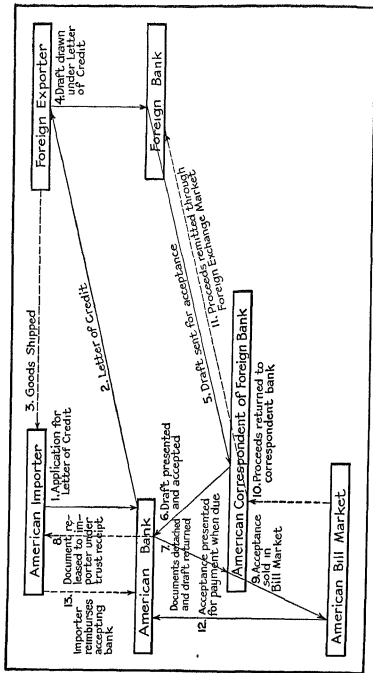 Foreign Exporter
4. Draft drawn
under Letter
of Credit
Foreign Bank
3. Goods Shipped
2. Letter of Credit
5. Draft sent for acceptance
11. Proceeds remitted through
Foreign Exchange Market
American Importer
1. Application for
Letter of Credit
8.
Document re-
leased to im-
porter under
trust receipt
13.
Importer
reimburses
accepting
bank
American Bank
6. Draft presented
and accepted
7.
Documents detached
and draft returned
American Correspondent of Foreign Bank
12. Acceptance presented
for payment when due
9. Acceptance
sold in
Bill Market
10. Proceeds returned to
correspondent bank
American Bill Market